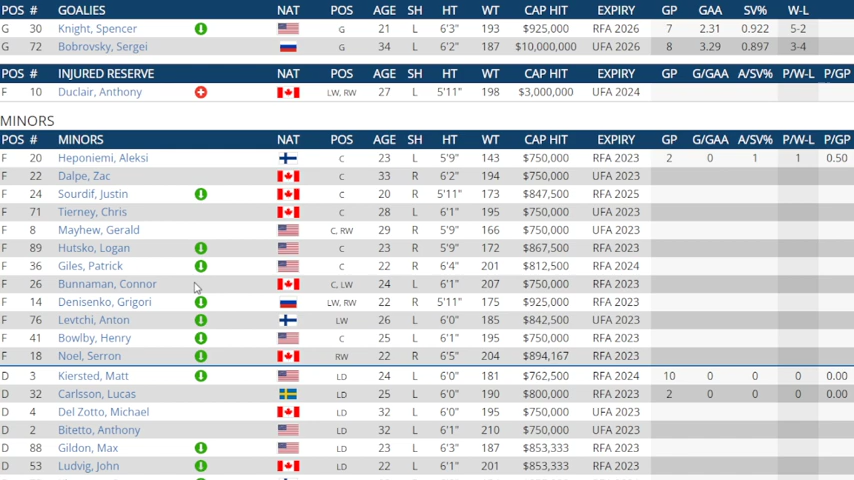 POS # GOALIES NAT POS AGE SH HT WT CAP HIT EXPIRY GP GAA SV% W-L
G 30 Knight, Spencer G 21 L 6'3" 193 $925,000 RFA 2026 7 2.31 0.922 5-2
G 72 Bobrovsky, Sergei G 34 L 6'2" 187 $10,000,000 UFA 2026 8 3.29 0.897 3-4
POS # INJURED RESERVE NAT POS AGE SH HT WT CAP HIT EXPIRY GP G/GAA A/SV% P/W-L P/GP
F 10 Duclair, Anthony LW, RW 27 L 5'11" 198 $3,000,000 UFA 2024
MINORS
POS # MINORS NAT POS AGE SH HT WT CAP HIT EXPIRY GP G/GAA A/SV% P/W-L P/GP
F 20 Heponiemi, Aleksi C 23 L 5'9" 143 $750,000 RFA 2023 2 0 1 1 0.50
F 22 Dalpe, Zac C 33 R 6'2" 194 $750,000 UFA 2023
F 24 Sourdif, Justin C 20 R 5'11" 173 $847,500 RFA 2025
F 71 Tierney, Chris C 28 L 6'1" 195 $750,000 UFA 2023
F 8 Mayhew, Gerald C, RW 29 R 5'9" 166 $750,000 UFA 2023
F 89 Hutsko, Logan C 23 R 5'9" 172 $867,500 RFA 2023
F 36 Giles, Patrick C 22 R 6'4" 201 $812,500 RFA 2024
F 26 Bunnaman, Connor C, LW 24 L 6'1" 207 $750,000 RFA 2023
F 14 Denisenko, Grigori LW, RW 22 R 5'11" 175 $925,000 RFA 2023
F 76 Levtchi, Anton LW 26 L 6'0" 185 $842,500 UFA 2023
F 41 Bowlby, Henry C 25 L 6'1" 195 $750,000 RFA 2023
F 18 Noel, Serron RW 22 R 6'5" 204 $894,167 RFA 2023
D 3 Kiersted, Matt LD 24 L 6'0" 181 $762,500 RFA 2024 10 0 0 0 0.00
D 32 Carlsson, Lucas LD 25 L 6'0" 190 $800,000 RFA 2023 2 0 0 0 0.00
D 4 Del Zotto, Michael LD 32 L 6'0" 195 $750,000 UFA 2023
D 2 Bitetto, Anthony LD 32 L 6'1" 210 $750,000 UFA 2023
D 88 Gildon, Max LD 23 L 6'3" 187 $853,333 RFA 2023
D 53 Ludvig, John LD 22 L 6'1" 201 $853,333 RFA 2023